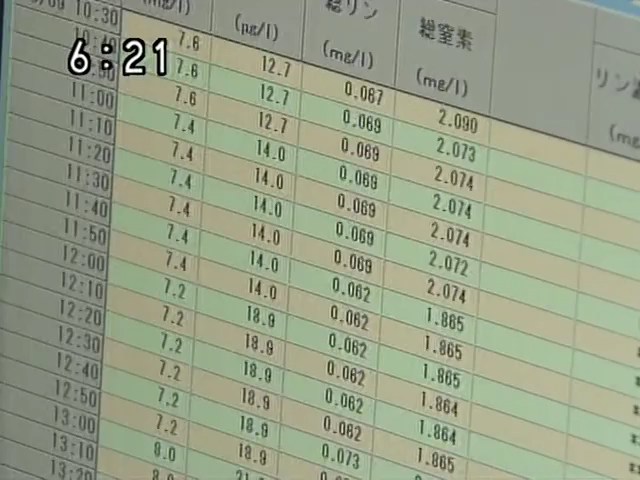 10:30 7.6 12.7 0.067 2.090
(mg/l) (μg/l) 総リン (mg/l) 総窒素 (mg/l) リン
6:21
10:40 7.6 12.7 0.069 2.073
7.6 12.7 0.069 2.074
11:00 7.4 14.0 0.069 2.074
11:10 7.4 14.0 0.069 2.074
11:20 7.4 14.0 0.069 2.072
11:30 7.4 14.0 0.069 2.074
11:40 7.4 14.0 0.062 1.865
11:50 7.4 14.0 0.062 1.865
12:00 7.2 18.9 0.062 1.865
12:10 7.2 18.9 0.062 1.864
12:20 7.2 18.9 0.062 1.864
12:30 7.2 18.9 0.062 1.865
12:40 7.2 18.9 0.073
12:50 7.2 18.9
13:00 8.0
13:10
13:20